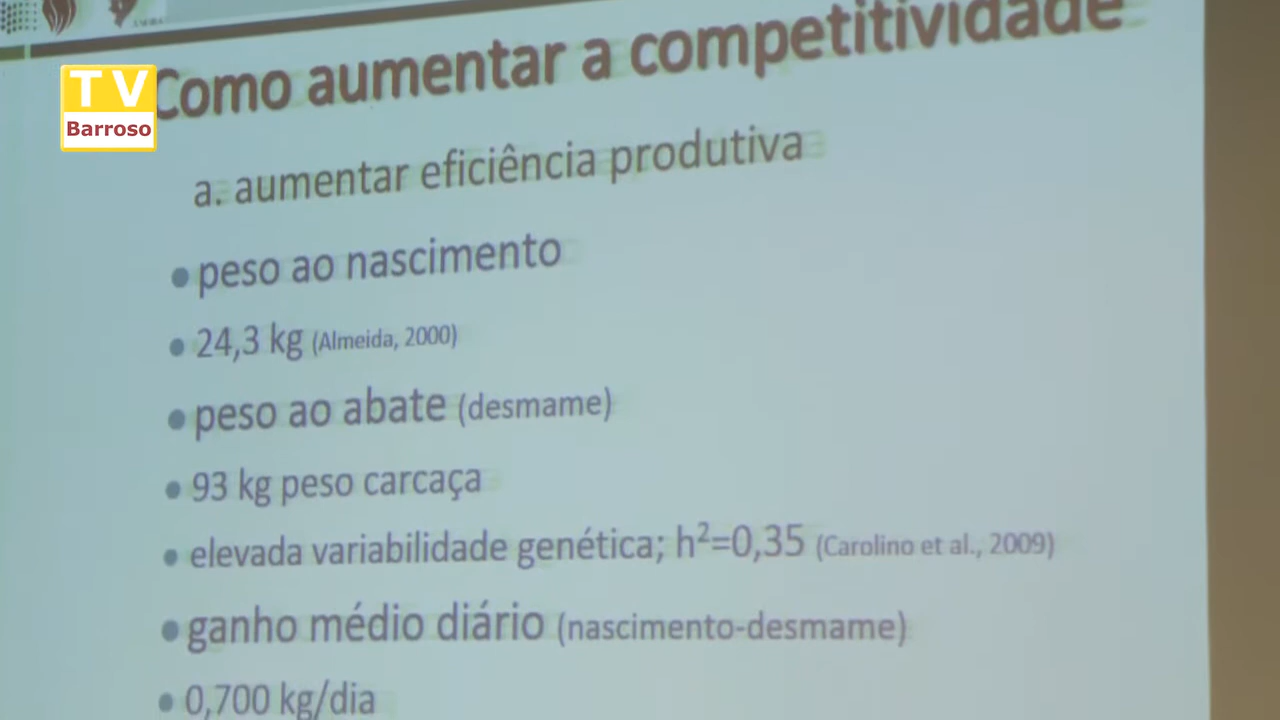 TV
Barroso
Como aumentar a competitividade
a. aumentar eficiência produtiva
• peso ao nascimento
• 24,3 kg (Almeida, 2000)
• peso ao abate (desmame)
• 93 kg peso carcaça
• elevada variabilidade genética; h²=0,35 (Carolino et al., 2009)
• ganho médio diário (nascimento-desmame)
• 0,700 kg/dia